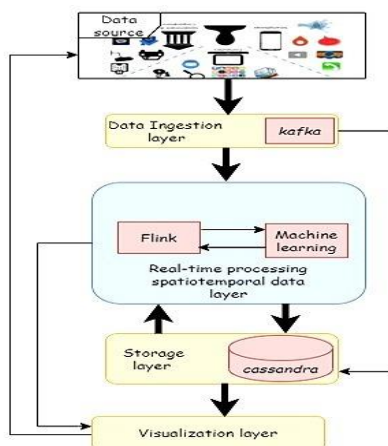 Data
source
Data Ingestion
layer
kafka
Flink
Machine
learning
Real-time processing
spatiotemporal data
layer
Storage
layer
cassandra
Visualization layer